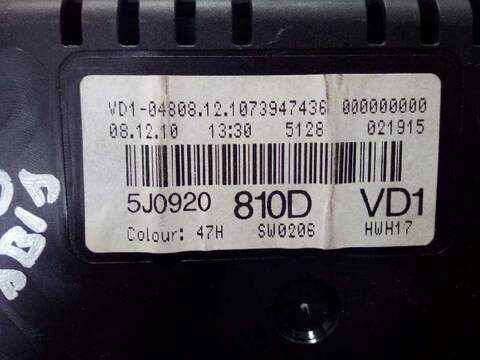 VD1-04808.12.1073947436 000000000
08.12.10 13:30 5128 021915
5J0920 810D VD1
Colour: 47H SW0206 HWH17